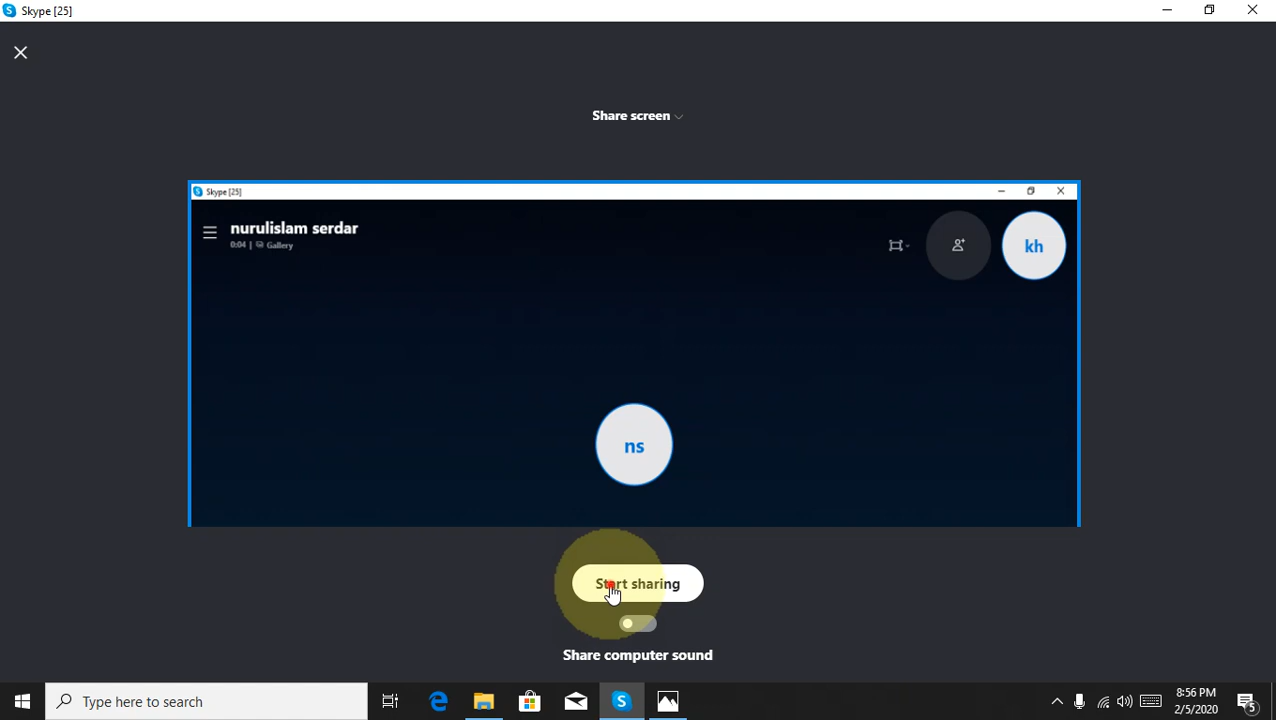 Skype [25]
Share screen
Skype [25]
nurulislam serdar
0:04 | Gallery
kh
ns
Start sharing
Share computer sound
Type here to search
8:56 PM
2/5/2020
5